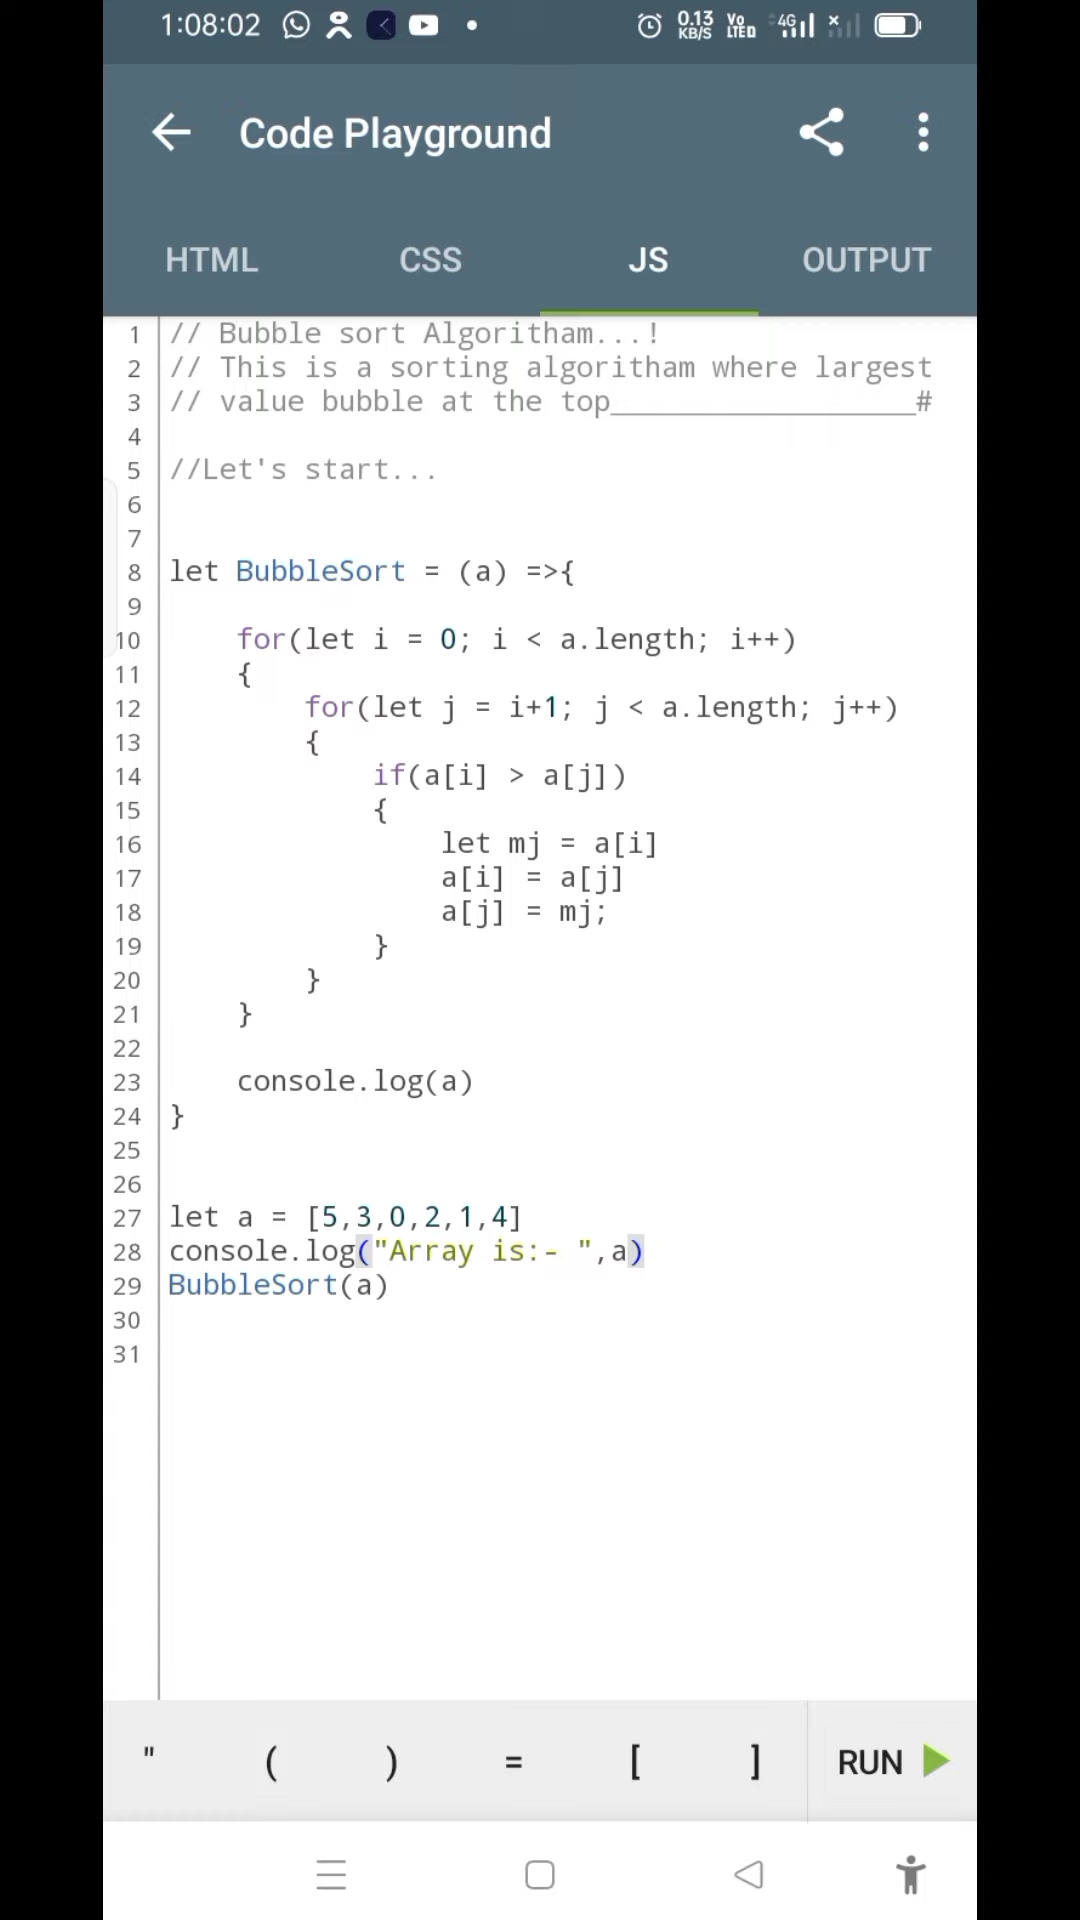 1:08:02 0.13 KB/S Vo LTED 4G
Code Playground
HTML CSS JS OUTPUT
1 // Bubble sort Algoritham...!
2 // This is a sorting algoritham where largest
3 // value bubble at the top__________________#
4
5 //Let's start...
6
7
8 let BubbleSort = (a) =>{
9
10     for(let i = 0; i < a.length; i++)
11     {
12         for(let j = i+1; j < a.length; j++)
13         {
14             if(a[i] > a[j])
15             {
16                 let mj = a[i]
17                 a[i] = a[j]
18                 a[j] = mj;
19             }
20         }
21     }
22
23     console.log(a)
24 }
25
26
27 let a = [5,3,0,2,1,4]
28 console.log("Array is:- ",a)
29 BubbleSort(a)
30
31
" ( ) = [ ] RUN